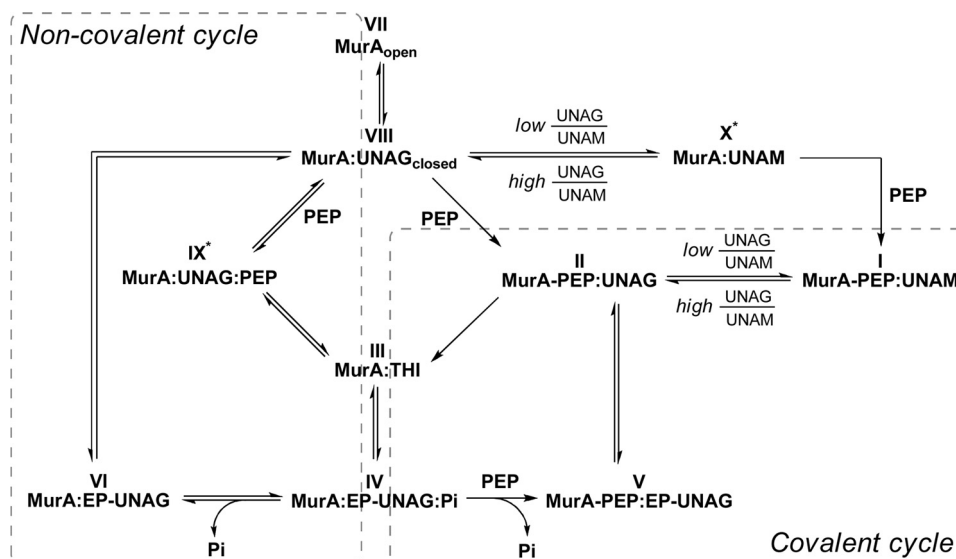 Non-covalent cycle
VII
MurAopen
VIII
MurA:UNAGclosed
low UNAG
UNAM
high UNAG
UNAM
X*
MurA:UNAM
PEP
PEP
PEP
IX*
MurA:UNAG:PEP
II
MurA-PEP:UNAG
low UNAG
UNAM
high UNAG
UNAM
I
MurA-PEP:UNAM
III
MurA:THI
VI
MurA:EP-UNAG
Pi
IV
MurA:EP-UNAG:Pi
PEP
Pi
V
MurA-PEP:EP-UNAG
Covalent cycle